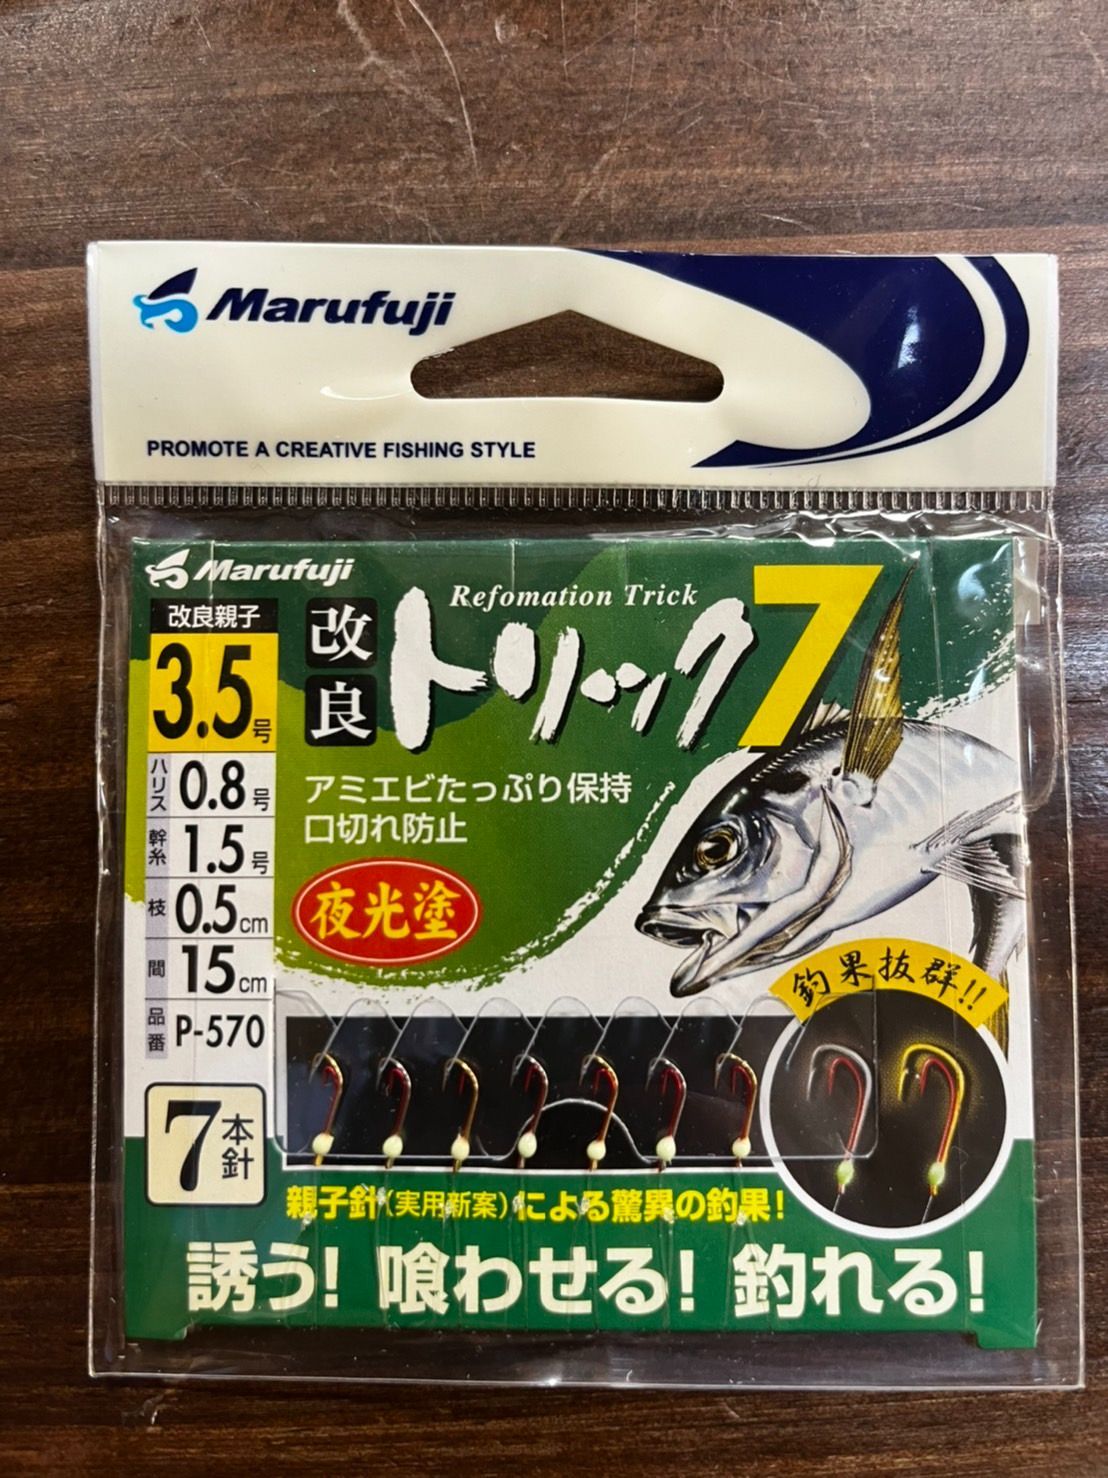 Marufuji
PROMOTE A CREATIVE FISHING STYLE
Marufuji
Refomation Trick
改良トリック7
改良親子
3.5号
ハリス 0.8号
幹糸 1.5号
枝 0.5cm
間 15cm
品番 P-570
アミエビたっぷり保持
口切れ防止
夜光塗
釣果抜群!!
7本針
親子針(実用新案)による驚異の釣果!
誘う! 喰わせる! 釣れる!